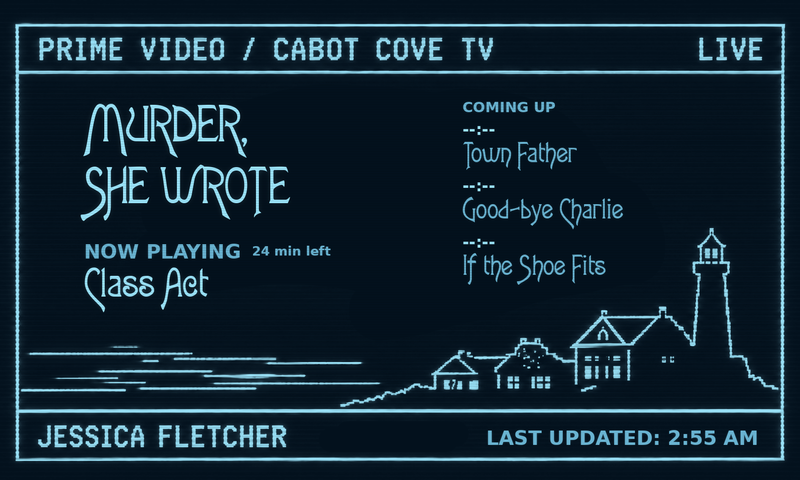 PRIME VIDEO / CABOT COVE TV
LIVE
MURDER,
SHE WROTE
NOW PLAYING 24 min left
Class Act
COMING UP
--:--
Town Father
--:--
Good-bye Charlie
--:--
If the Shoe Fits
JESSICA FLETCHER
LAST UPDATED: 2:55 AM